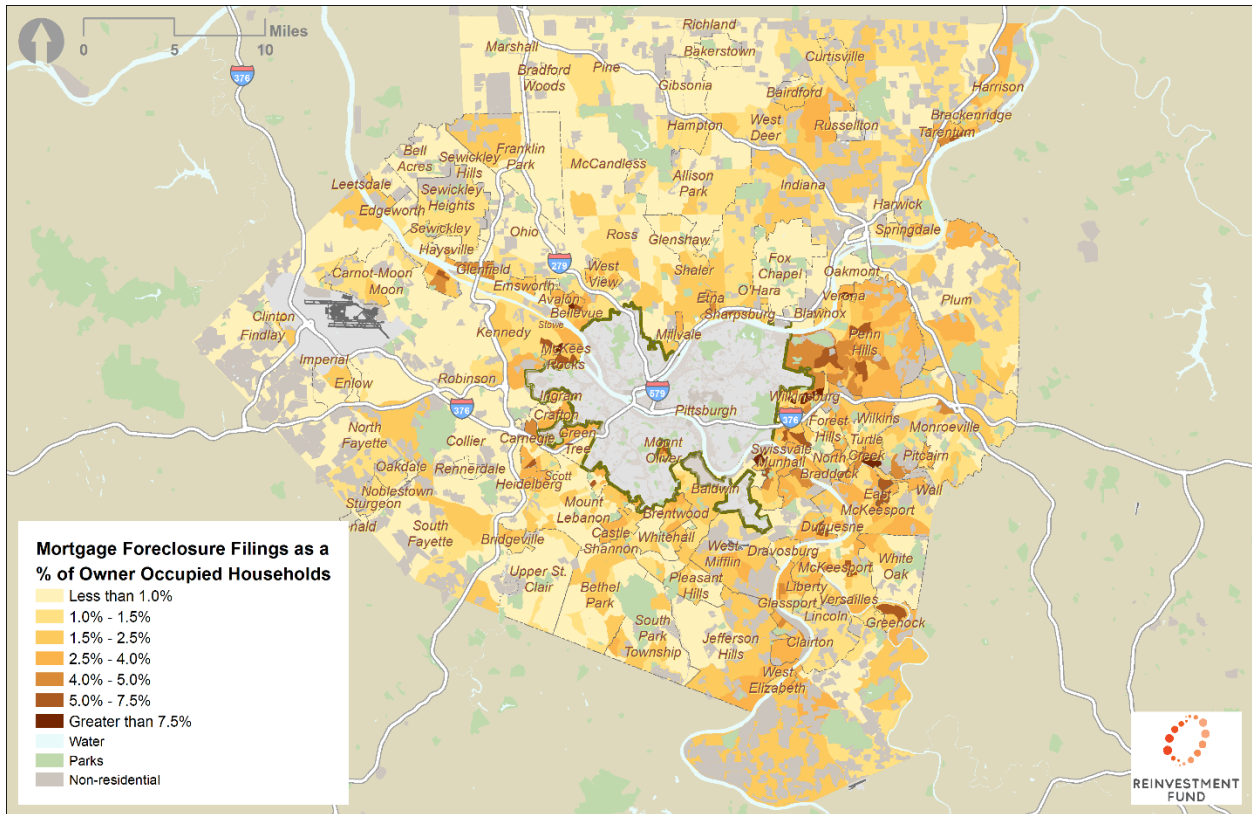 Miles
0 5 10
376
Richland
Marshall
Bakerstown
Pine
Curtisville
Bradford
Woods
Gibsonia
Bairdford
Harrison
Hampton
West
Deer
Russellton
Brackenridge
Tarentum
Bell
Acres
Sewickley
Hills
Franklin
Park
McCandless
Allison
Park
Indiana
Leetsdale
Sewickley
Heights
Edgeworth
Harwick
Sewickley
Springdale
Haysville
Ohio
Ross
Glenshaw
Fox
Chapel
Carnot-Moon
Moon
Glenfield
279
West
View
Shaler
Oakmont
Emsworth
O'Hara
Plum
Avalon
Etna
Verona
Bellevue
Sharpsburg
Blawnox
Clinton
Findlay
Kennedy
Stowe
Millvale
Penn
Hills
McKees
Rocks
Imperial
Enlow
Robinson
579
376
Ingram
Pittsburgh
Wilkinsburg
Crafton
376
Forest
Hills
Wilkins
Monroeville
North
Fayette
Collier
Carnegie
Green
Tree
Mount
Oliver
Swissvale
Turtle
Creek
Munhall
North
Braddock
Pitcairn
Oakdale
Rennerdale
Heidelberg
Scott
Baldwin
East
McKeesport
Wall
Noblestown
Sturgeon
Mount
Lebanon
Brentwood
nald
South
Fayette
Castle
Shannon
Whitehall
Duquesne
Bridgeville
West
Mifflin
Dravosburg
White
Oak
McKeesport
Upper St.
Clair
Bethel
Park
Pleasant
Hills
Liberty
Glassport
Versailles
Lincoln
Greenock
South
Park
Township
Jefferson
Hills
Clairton
West
Elizabeth
Mortgage Foreclosure Filings as a
% of Owner Occupied Households
Less than 1.0%
1.0% - 1.5%
1.5% - 2.5%
2.5% - 4.0%
4.0% - 5.0%
5.0% - 7.5%
Greater than 7.5%
Water
Parks
Non-residential
REINVESTMENT
FUND